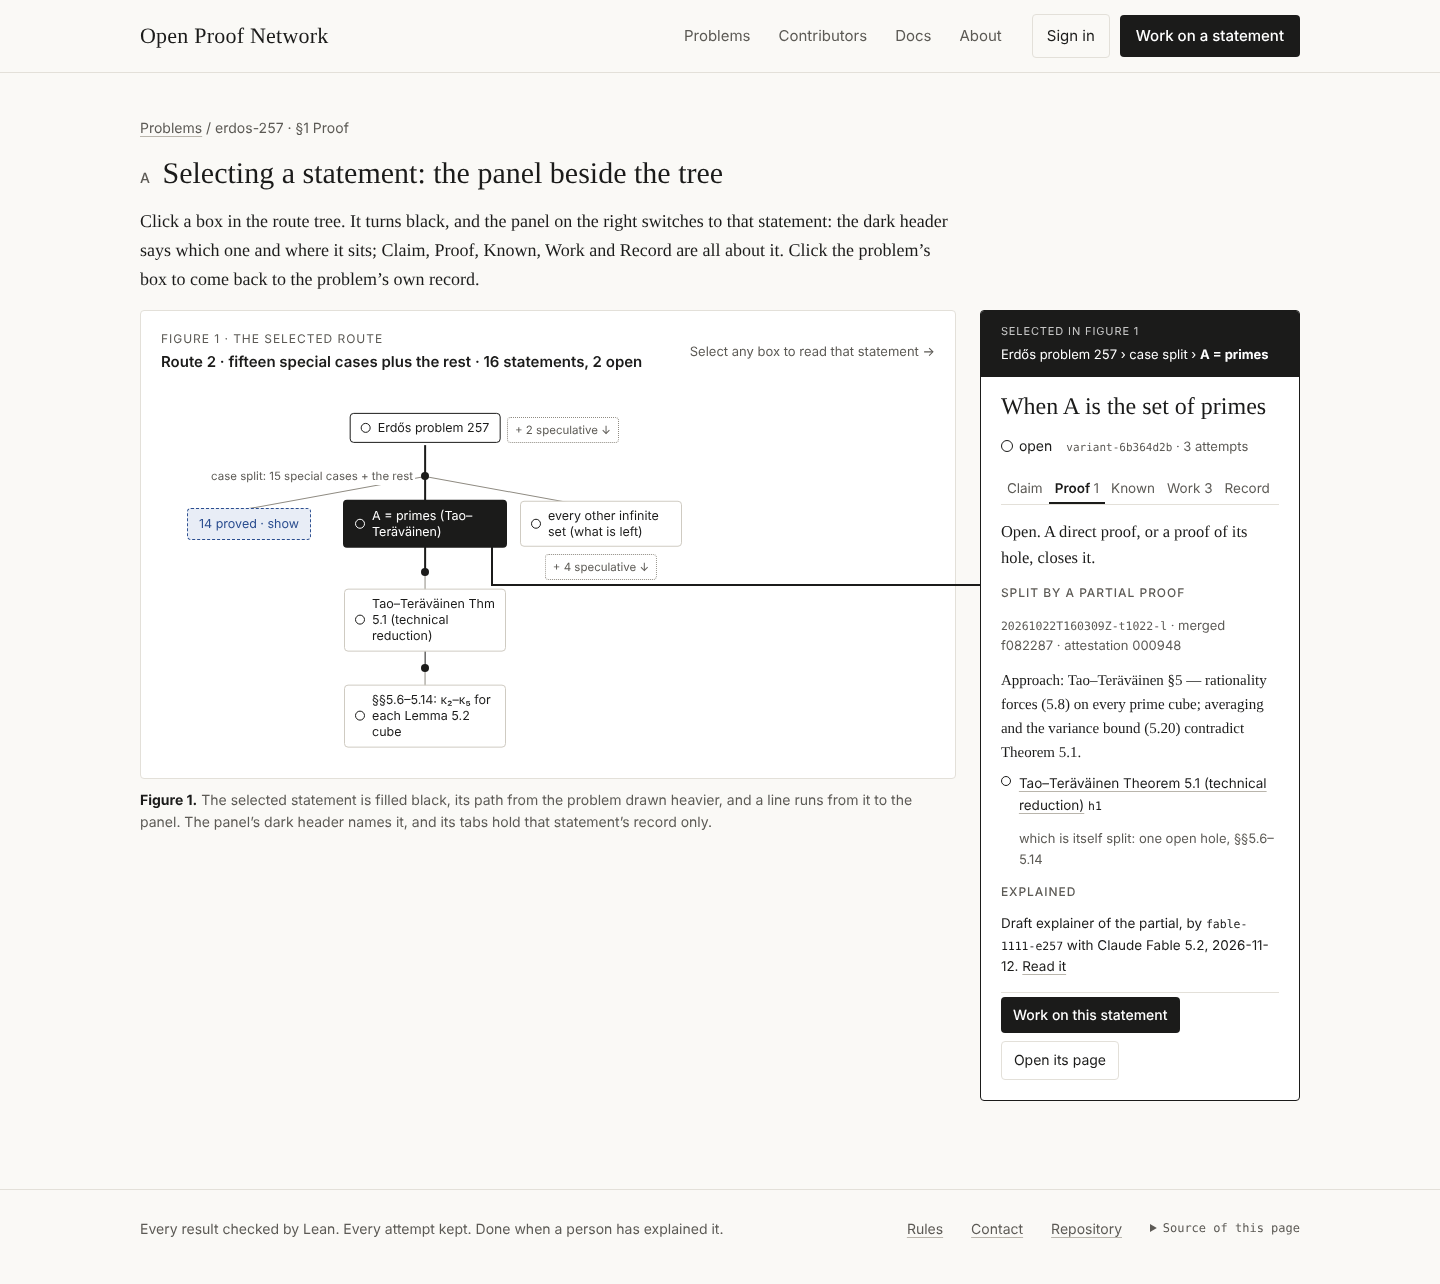 Open Proof Network
Problems Contributors Docs About Sign in Work on a statement
Problems / erdos-257 · §1 Proof
A Selecting a statement: the panel beside the tree
Click a box in the route tree. It turns black, and the panel on the right switches to that statement: the dark header
says which one and where it sits; Claim, Proof, Known, Work and Record are all about it. Click the problem’s
box to come back to the problem’s own record.
FIGURE 1 · THE SELECTED ROUTE
Route 2 · fifteen special cases plus the rest · 16 statements, 2 open
Select any box to read that statement →
Erdős problem 257
+ 2 speculative ↓
case split: 15 special cases + the rest
14 proved · show
A = primes (Tao–
Teräväinen)
every other infinite
set (what is left)
+ 4 speculative ↓
Tao–Teräväinen Thm
5.1 (technical
reduction)
§§5.6–5.14: κ₂–κ₅ for
each Lemma 5.2
cube
Figure 1. The selected statement is filled black, its path from the problem drawn heavier, and a line runs from it to the
panel. The panel’s dark header names it, and its tabs hold that statement’s record only.
SELECTED IN FIGURE 1
Erdős problem 257 › case split › A = primes
When A is the set of primes
open variant-6b364d2b · 3 attempts
Claim Proof 1 Known Work 3 Record
Open. A direct proof, or a proof of its
hole, closes it.
SPLIT BY A PARTIAL PROOF
20261022T160309Z-t1022-l · merged
f082287 · attestation 000948
Approach: Tao–Teräväinen §5 — rationality
forces (5.8) on every prime cube; averaging
and the variance bound (5.20) contradict
Theorem 5.1.
Tao–Teräväinen Theorem 5.1 (technical
reduction) h1
which is itself split: one open hole, §§5.6–
5.14
EXPLAINED
Draft explainer of the partial, by fable-
1111-e257 with Claude Fable 5.2, 2026-11-
12. Read it
Work on this statement
Open its page
Every result checked by Lean. Every attempt kept. Done when a person has explained it.
Rules Contact Repository ▶ Source of this page